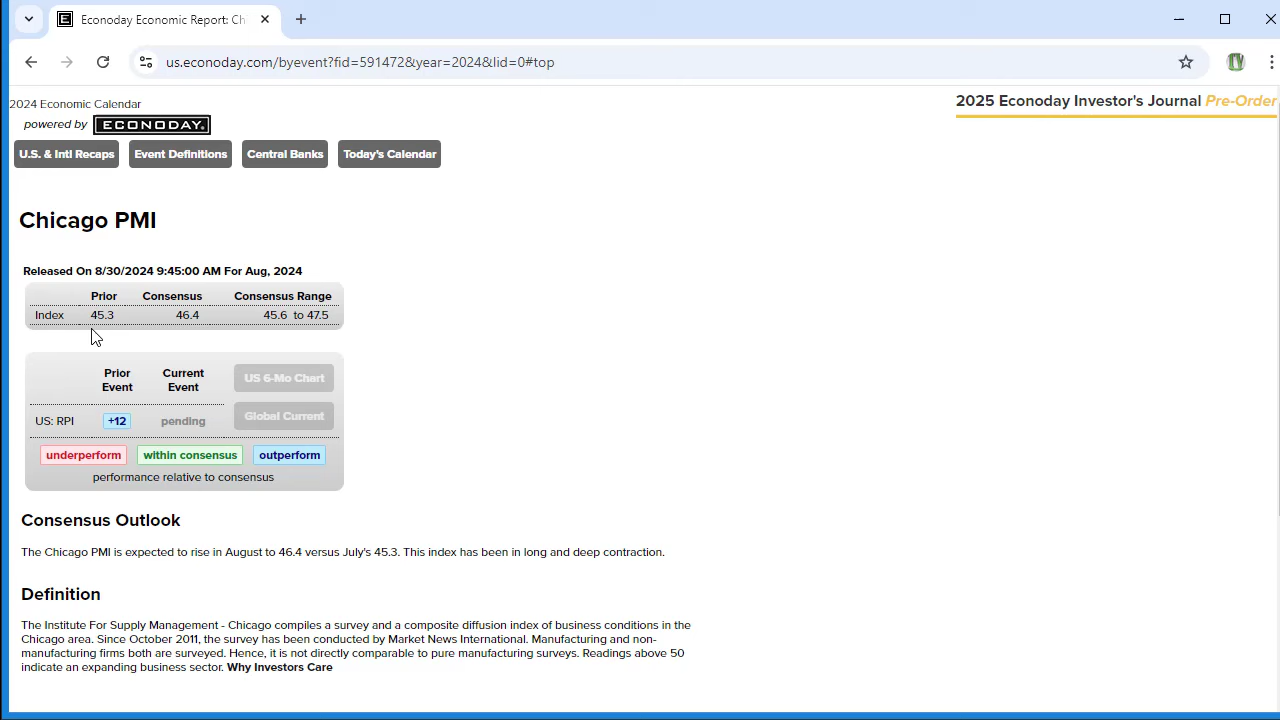 Econoday Economic Report: Ch
us.econoday.com/byevent?fid=591472&year=2024&lid=0#top
2024 Economic Calendar
2025 Econoday Investor's Journal Pre-Order
powered by ECONODAY.
U.S. & Intl Recaps Event Definitions Central Banks Today's Calendar
Chicago PMI
Released On 8/30/2024 9:45:00 AM For Aug, 2024
Prior Consensus Consensus Range
Index 45.3 46.4 45.6 to 47.5
Prior Event Current Event US 6-Mo Chart
Global Current
US: RPI +12 pending
underperform within consensus outperform
performance relative to consensus
Consensus Outlook
The Chicago PMI is expected to rise in August to 46.4 versus July's 45.3. This index has been in long and deep contraction.
Definition
The Institute For Supply Management - Chicago compiles a survey and a composite diffusion index of business conditions in the
Chicago area. Since October 2011, the survey has been conducted by Market News International. Manufacturing and non-
manufacturing firms both are surveyed. Hence, it is not directly comparable to pure manufacturing surveys. Readings above 50
indicate an expanding business sector. Why Investors Care